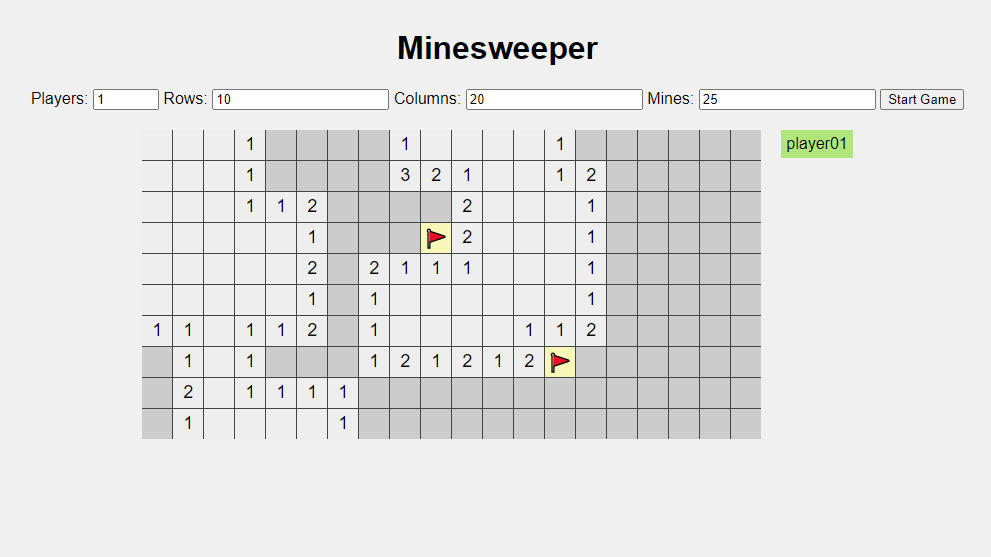 Minesweeper
Players: 1 Rows: 10 Columns: 20 Mines: 25 Start Game
1 1 1 player01
1 3 2 1 1 2
1 1 2 2 1
1 2 1
2 2 1 1 1 1
1 1 1
1 1 1 1 2 1 1 1 2
1 1 1 2 1 2 1 2
2 1 1 1 1
1 1